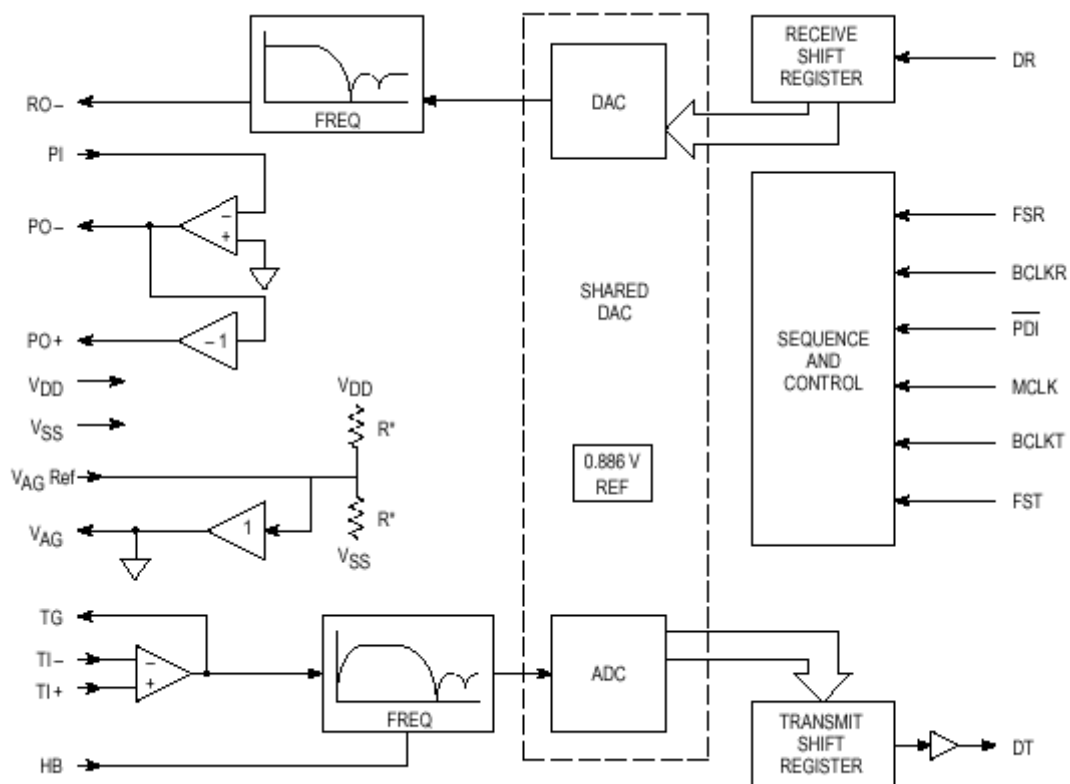 RO–
PI
PO–
PO+
VDD
VSS
VAG Ref
VAG
TG
TI–
TI+
HB
FREQ
–
+
– 1
VDD
R*
R*
VSS
1
–
+
FREQ
DAC
SHARED
DAC
0.886 V
REF
ADC
RECEIVE
SHIFT
REGISTER
SEQUENCE
AND
CONTROL
TRANSMIT
SHIFT
REGISTER
DR
FSR
BCLKR
PDI
MCLK
BCLKT
FST
DT